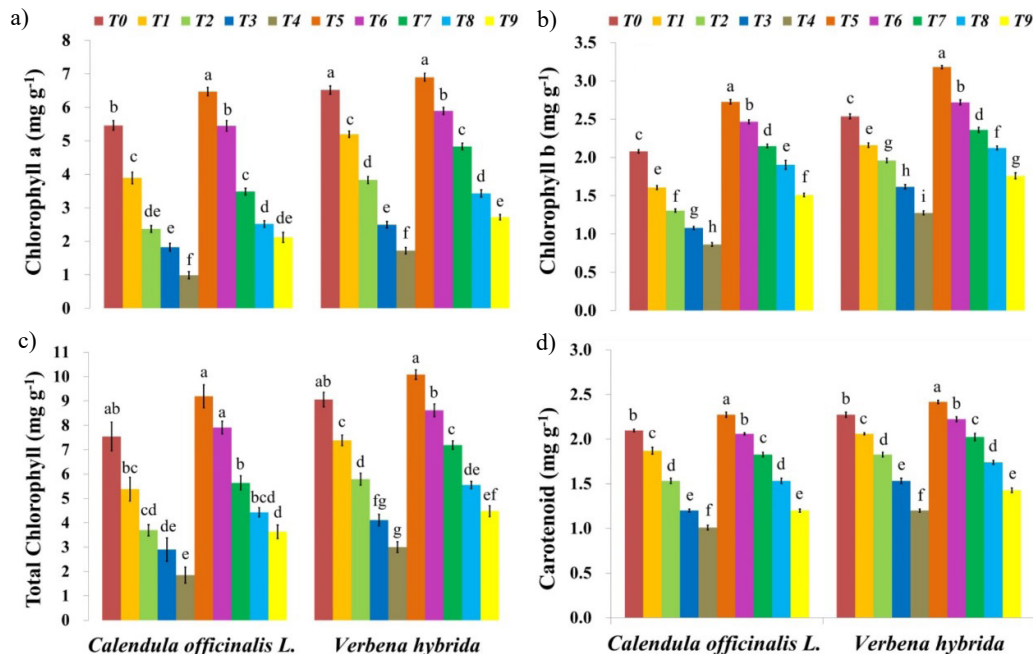 a)
T0 T1 T2 T3 T4 T5 T6 T7 T8 T9
Chlorophyll a (mg g-1)
8
7
6
5
4
3
2
1
0
b c de e f a b c d de
a c d e f a b c d e
b)
T0 T1 T2 T3 T4 T5 T6 T7 T8 T9
Chlorophyll b (mg g-1)
3.5
3.0
2.5
2.0
1.5
1.0
0.5
0.0
c e f g h a b d e f
c e g h i a b d f g
c)
Total Chlorophyll (mg g-1)
11
10
9
8
7
6
5
4
3
2
1
0
ab bc cd de e a a b bcd d
ab c d fg g a b c de ef
Calendula officinalis L. Verbena hybrida
d)
Carotenoid (mg g-1)
3.0
2.5
2.0
1.5
1.0
0.5
0.0
b c d e f a b c d e
b c d e f a b c d e
Calendula officinalis L. Verbena hybrida